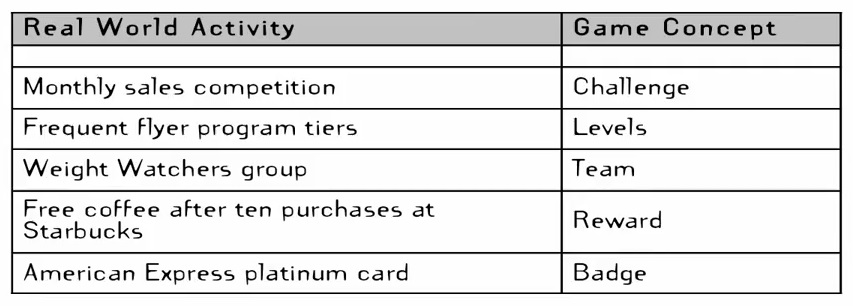 Real World Activity Game Concept
Monthly sales competition Challenge
Frequent flyer program tiers Levels
Weight Watchers group Team
Free coffee after ten purchases at
Starbucks Reward
American Express platinum card Badge